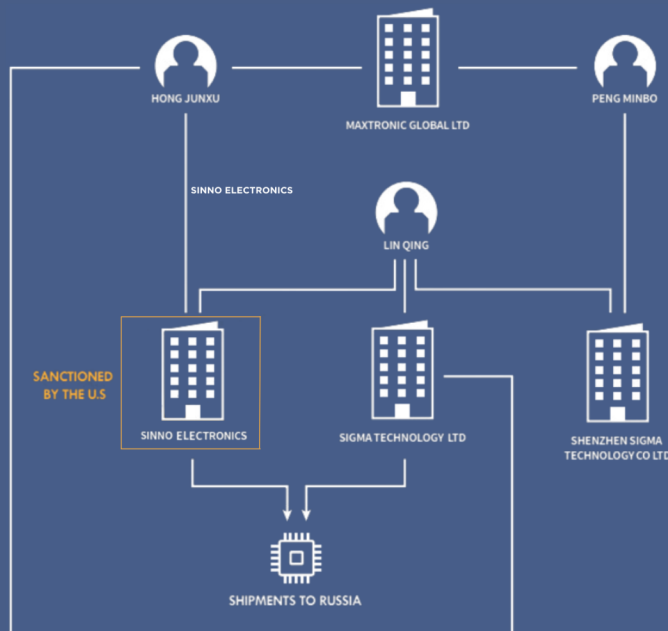 HONG JUNXU
MAXTRONIC GLOBAL LTD
PENG MINBO
SINNO ELECTRONICS
LIN QING
SANCTIONED
BY THE U.S
SINNO ELECTRONICS
SIGMA TECHNOLOGY LTD
SHENZHEN SIGMA
TECHNOLOGY CO LTD
SHIPMENTS TO RUSSIA